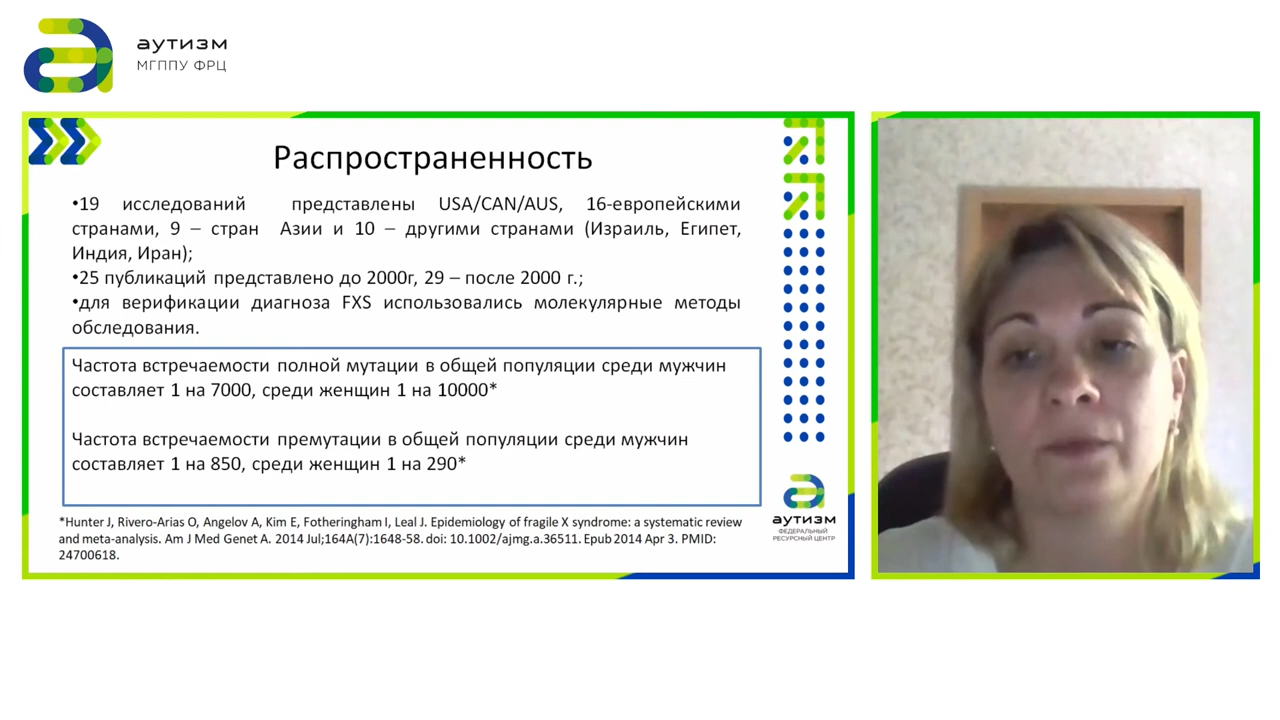 аутизм
МГППУ ФРЦ
Распространенность
•19 исследований представлены USA/CAN/AUS, 16-европейскими
странами, 9 – стран Азии и 10 – другими странами (Израиль, Египет,
Индия, Иран);
•25 публикаций представлено до 2000г, 29 – после 2000 г.;
•для верификации диагноза FXS использовались молекулярные методы
обследования.
Частота встречаемости полной мутации в общей популяции среди мужчин
составляет 1 на 7000, среди женщин 1 на 10000*
Частота встречаемости премутации в общей популяции среди мужчин
составляет 1 на 850, среди женщин 1 на 290*
*Hunter J, Rivero-Arias O, Angelov A, Kim E, Fotheringham I, Leal J. Epidemiology of fragile X syndrome: a systematic review
and meta-analysis. Am J Med Genet A. 2014 Jul;164A(7):1648-58. doi: 10.1002/ajmg.a.36511. Epub 2014 Apr 3. PMID:
24700618.
аутизм
ФЕДЕРАЛЬНЫЙ
РЕСУРСНЫЙ ЦЕНТР